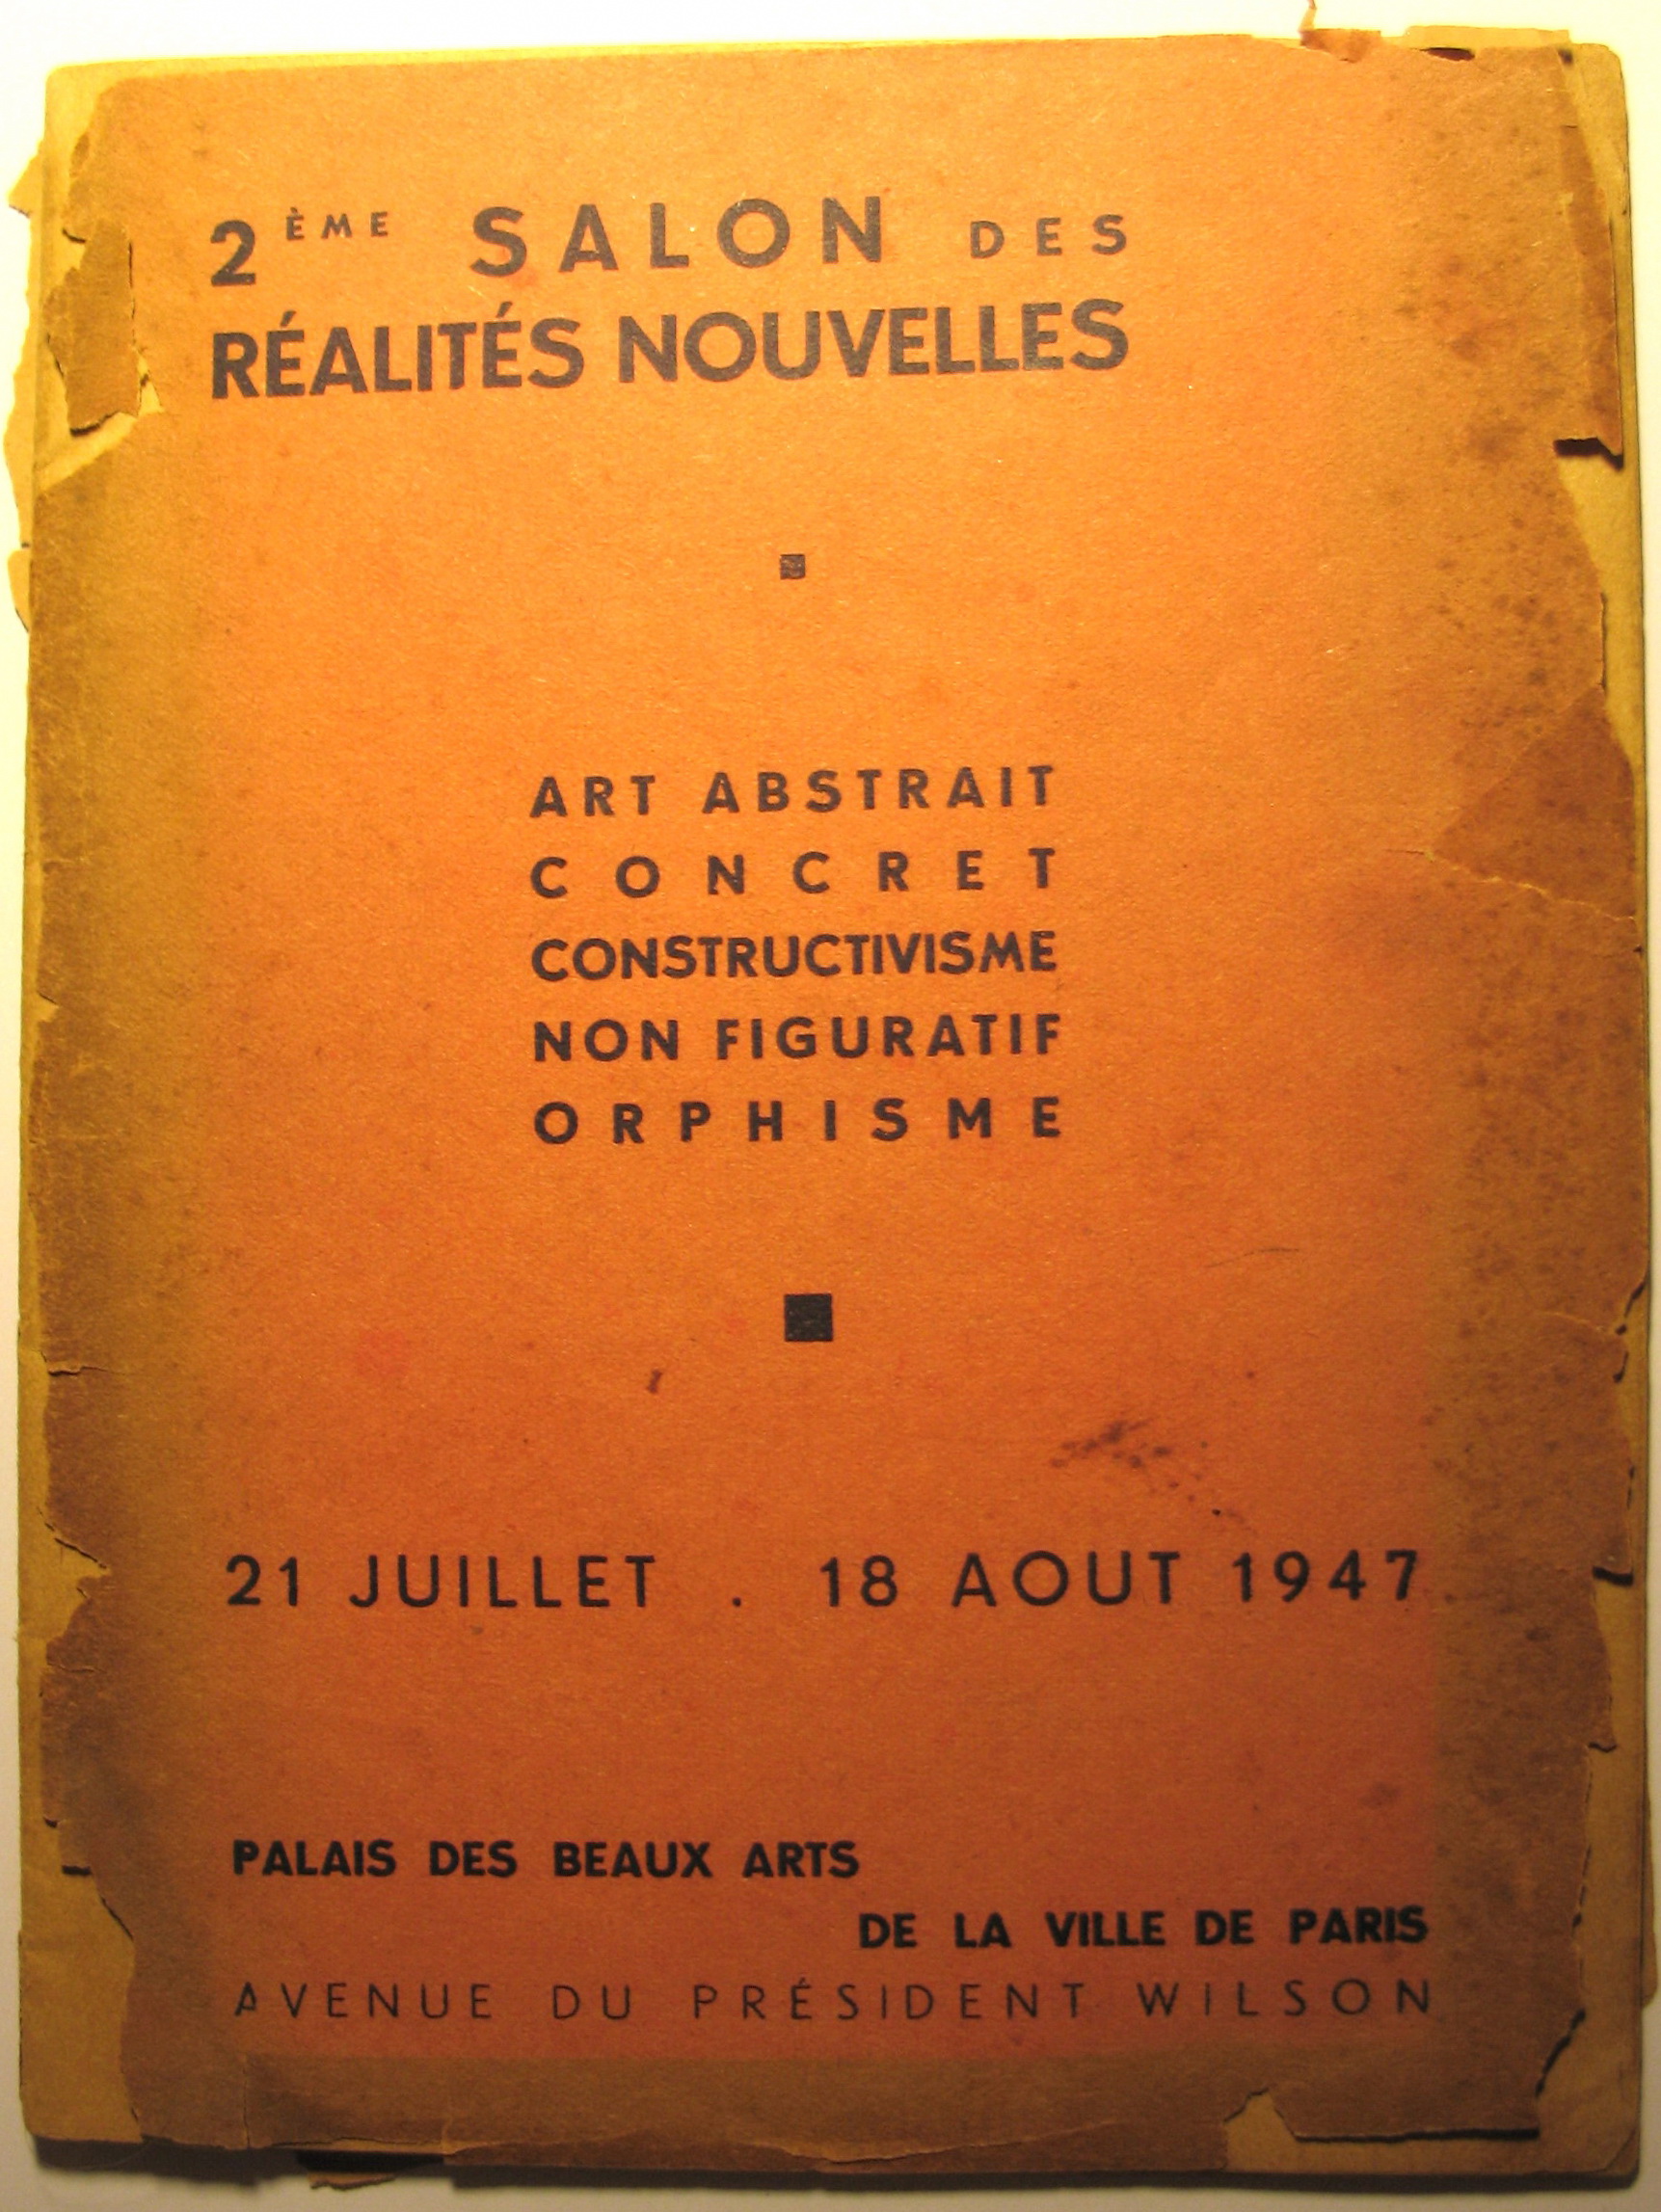 2ÈME SALON DES
RÉALITÉS NOUVELLES
ART ABSTRAIT
CONCRET
CONSTRUCTIVISME
NON FIGURATIF
ORPHISME
21 JUILLET . 18 AOUT 1947
PALAIS DES BEAUX ARTS
DE LA VILLE DE PARIS
AVENUE DU PRÉSIDENT WILSON